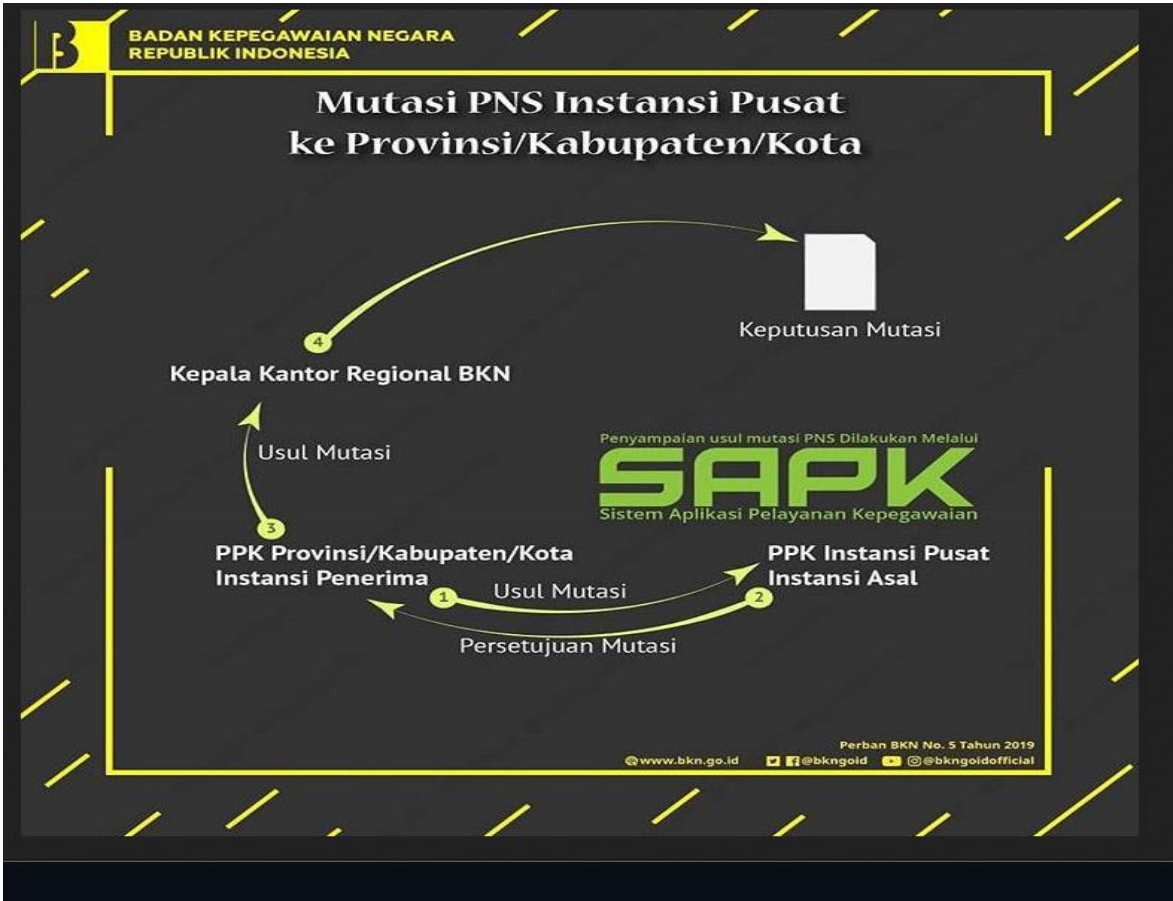 B
BADAN KEPEGAWAIAN NEGARA
REPUBLIK INDONESIA
Mutasi PNS Instansi Pusat
ke Provinsi/Kabupaten/Kota
Keputusan Mutasi
4
Kepala Kantor Regional BKN
Usul Mutasi
Penyampaian usul mutasi PNS Dilakukan Melalui
SAPK
Sistem Aplikasi Pelayanan Kepegawaian
3
PPK Provinsi/Kabupaten/Kota
Instansi Penerima
PPK Instansi Pusat
Instansi Asal
1
Usul Mutasi
2
Persetujuan Mutasi
Perban BKN No. 5 Tahun 2019
www.bkn.go.id
@bkngoid
@bkngoidofficial